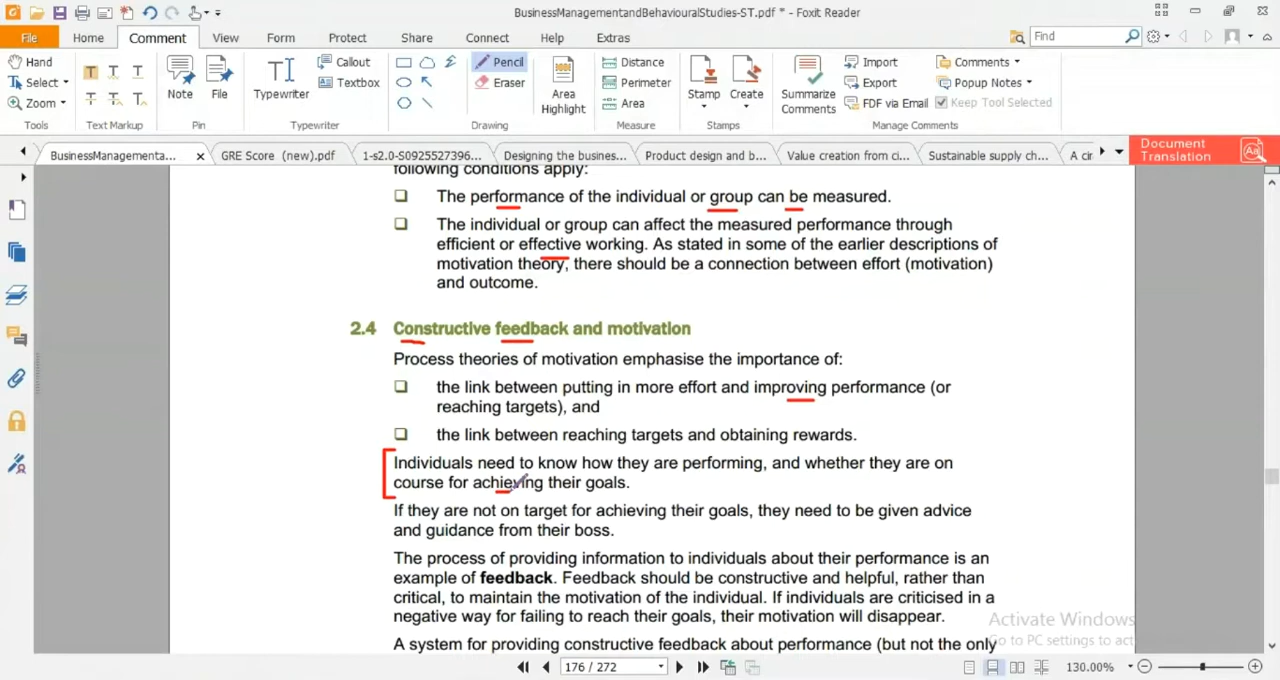 BusinessManagementandBehaviouralStudies-ST.pdf * - Foxit Reader
File Home Comment View Form Protect Share Connect Help Extras Find
Hand Select Zoom Tools
Text Markup
Note File Pin
Typewriter Callout Textbox Typewriter
Pencil Eraser Area Highlight Drawing
Distance Perimeter Area Measure
Stamp Create Stamps
Summarize Comments Import Export FDF via Email Comments Popup Notes Keep Tool Selected Manage Comments
BusinessManagementa... GRE Score (new).pdf 1-s2.0-S0925527396... Designing the busines... Product design and b... Value creation from ci... Sustainable supply ch... A cir
Document Translation
following conditions apply:
The performance of the individual or group can be measured.
The individual or group can affect the measured performance through
efficient or effective working. As stated in some of the earlier descriptions of
motivation theory, there should be a connection between effort (motivation)
and outcome.
2.4 Constructive feedback and motivation
Process theories of motivation emphasise the importance of:
the link between putting in more effort and improving performance (or
reaching targets), and
the link between reaching targets and obtaining rewards.
Individuals need to know how they are performing, and whether they are on
course for achieving their goals.
If they are not on target for achieving their goals, they need to be given advice
and guidance from their boss.
The process of providing information to individuals about their performance is an
example of feedback. Feedback should be constructive and helpful, rather than
critical, to maintain the motivation of the individual. If individuals are criticised in a
negative way for failing to reach their goals, their motivation will disappear.
A system for providing constructive feedback about performance (but not the only
Activate Windows
Go to PC settings to act
176 / 272 130.00%